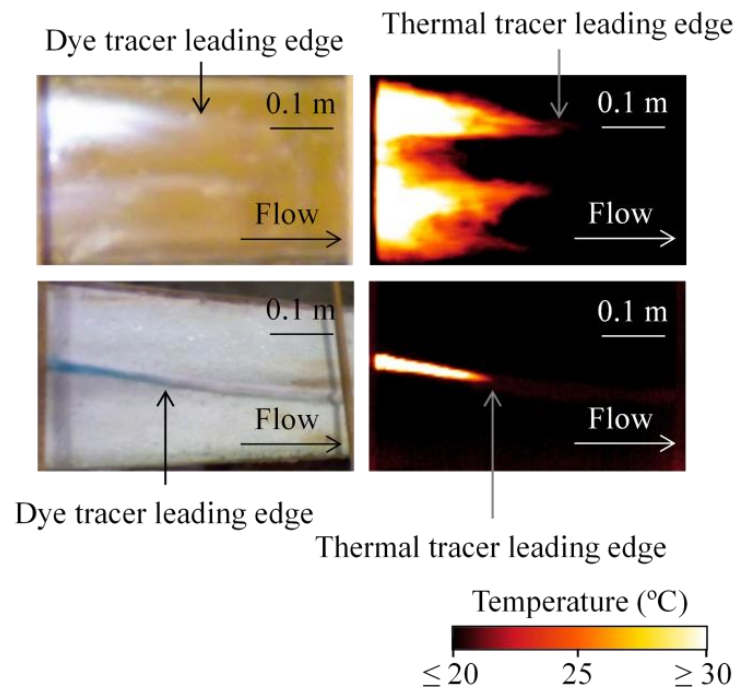 Dye tracer leading edge
Thermal tracer leading edge
0.1 m
0.1 m
Flow
Flow
0.1 m
0.1 m
Flow
Flow
Dye tracer leading edge
Thermal tracer leading edge
Temperature (ºC)
≤ 20
25
≥ 30